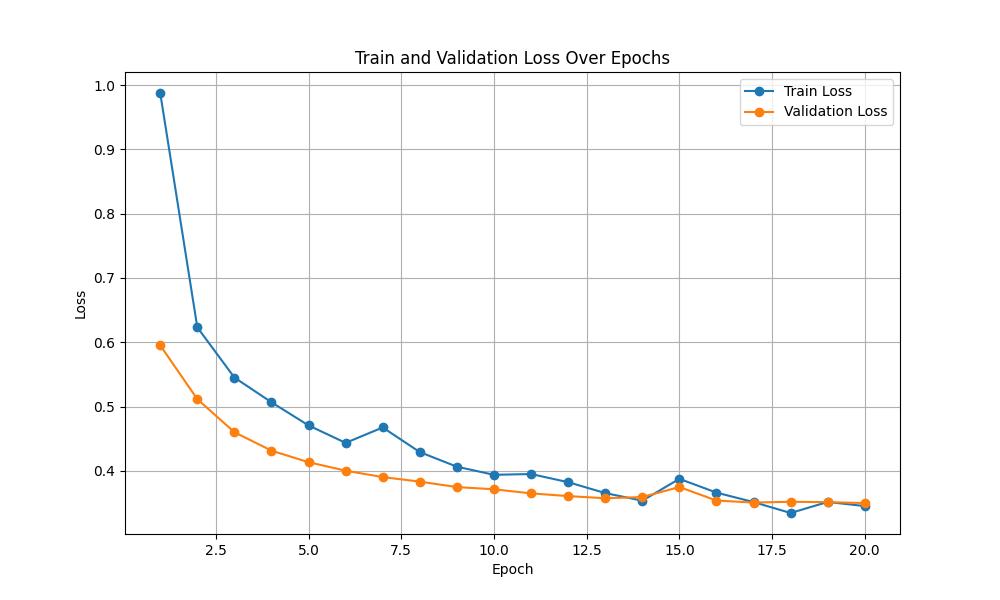 Train and Validation Loss Over Epochs
Train Loss
Validation Loss
1.0
0.9
0.8
0.7
0.6
0.5
0.4
Loss
2.5 5.0 7.5 10.0 12.5 15.0 17.5 20.0
Epoch